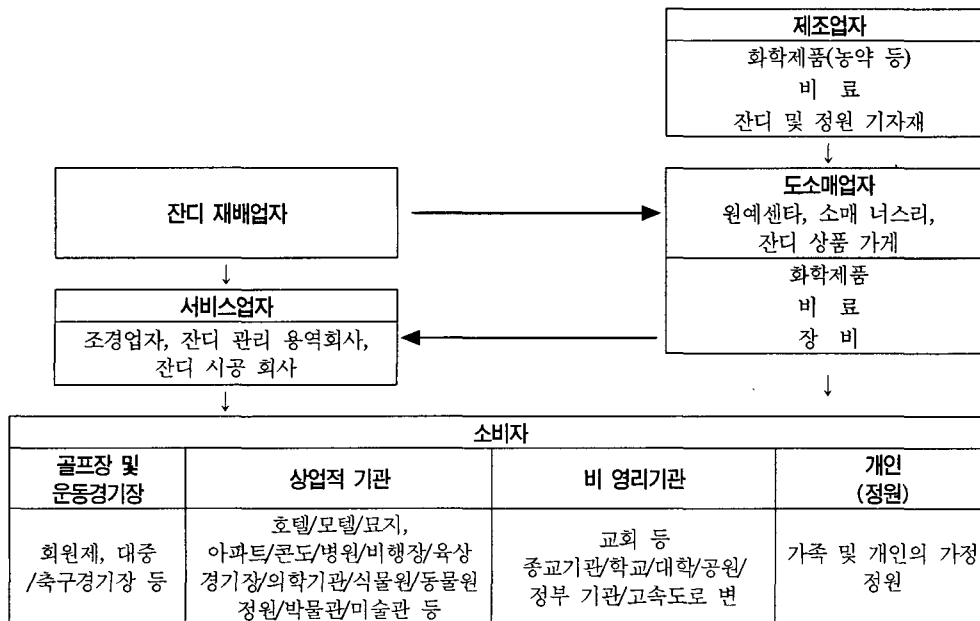 제조업자
화학제품(농약 등)
비 료
잔디 및 정원 기자재
↓
도소매업자
원예센타, 소매 너스리,
잔디 상품 가게
화학제품
비 료
장 비
↓
잔디 재배업자
↓
서비스업자
조경업자, 잔디 관리 용역회사,
잔디 시공 회사
↓
소비자
골프장 및
운동경기장
상업적 기관
비 영리기관
개인
(정원)
회원제, 대중
/축구경기장 등
호텔/모텔/묘지,
아파트/콘도/병원/비행장/육상
경기장/의학기관/식물원/동물원
정원/박물관/미술관 등
교회 등
종교기관/학교/대학/공원/
정부 기관/고속도로 변
가족 및 개인의 가정
정원